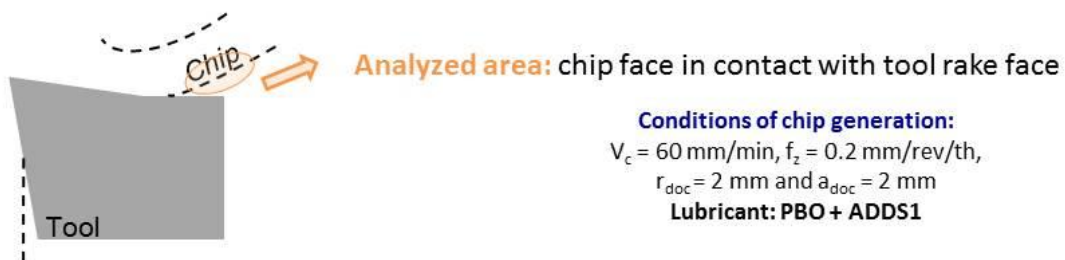 Chip
Analyzed area: chip face in contact with tool rake face
Conditions of chip generation:
Vc = 60 mm/min, fz = 0.2 mm/rev/th,
rdoc = 2 mm and adoc = 2 mm
Lubricant: PBO + ADDS1
Tool